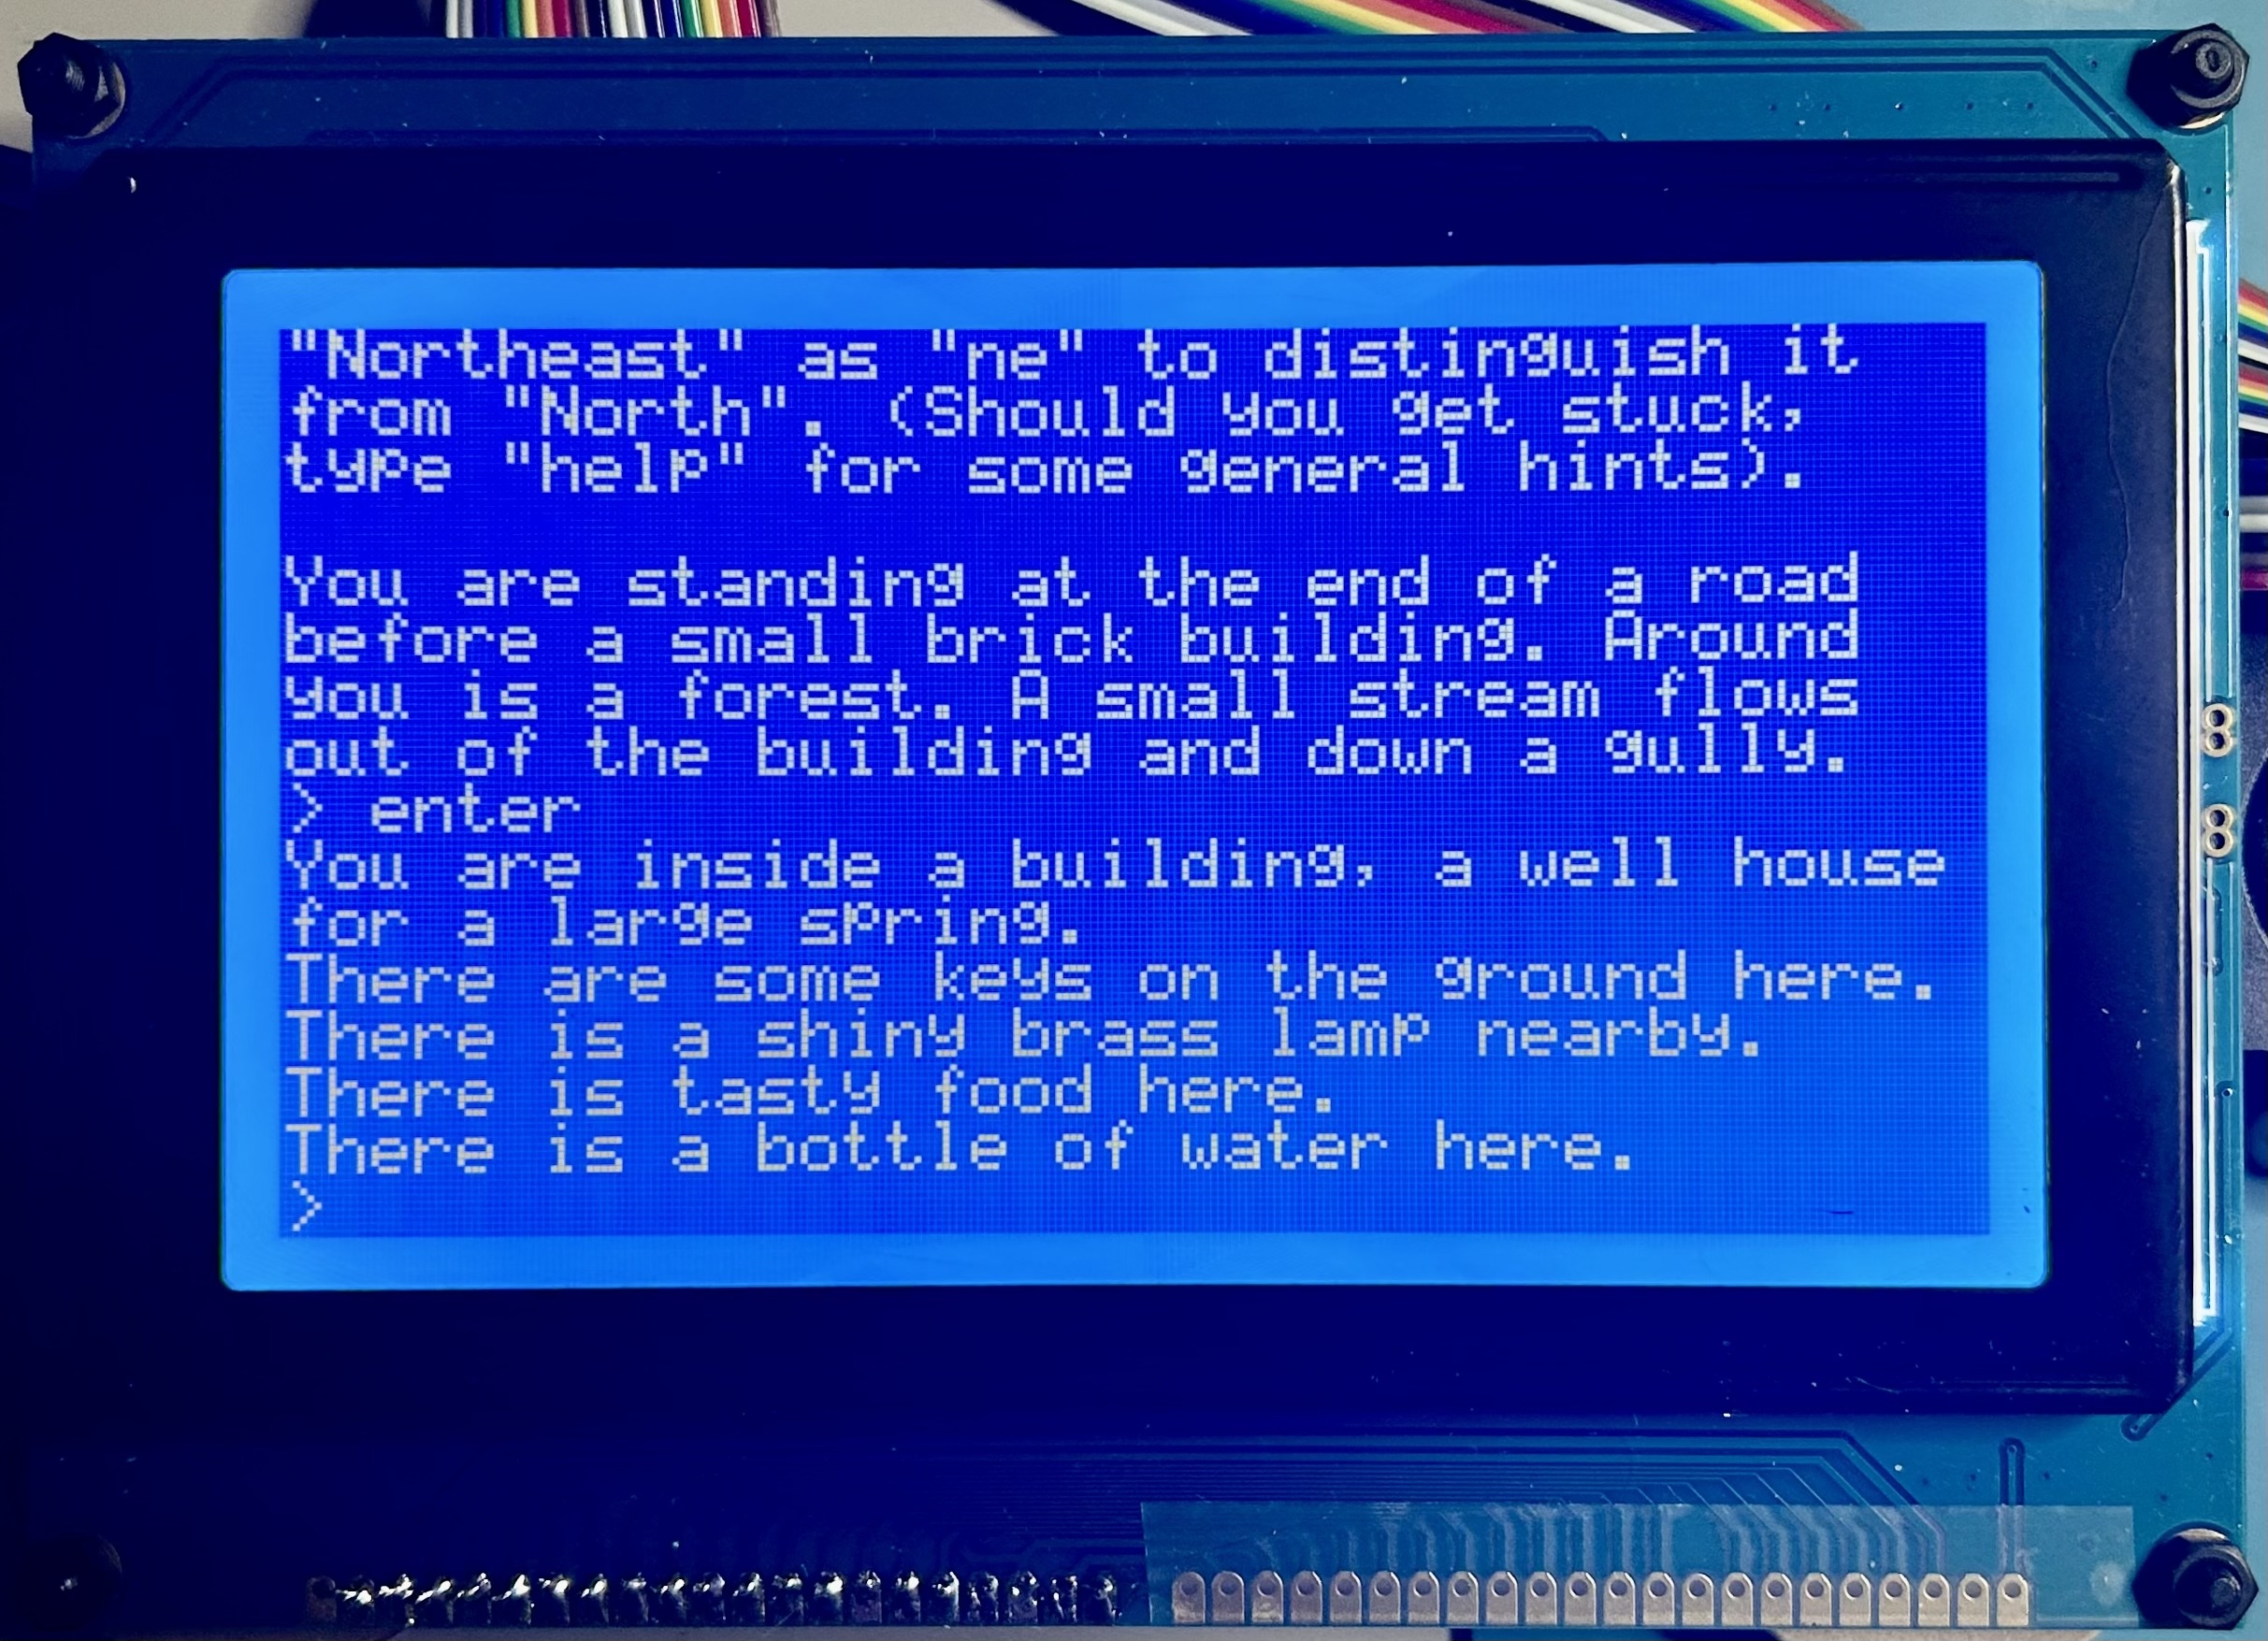 "Northeast" as "ne" to distinguish it
from "North". (Should you get stuck,
type "help" for some general hints).

You are standing at the end of a road
before a small brick building. Around
you is a forest. A small stream flows
out of the building and down a gully.
> enter
You are inside a building, a well house
for a large spring.
There are some keys on the ground here.
There is a shiny brass lamp nearby.
There is tasty food here.
There is a bottle of water here.
>